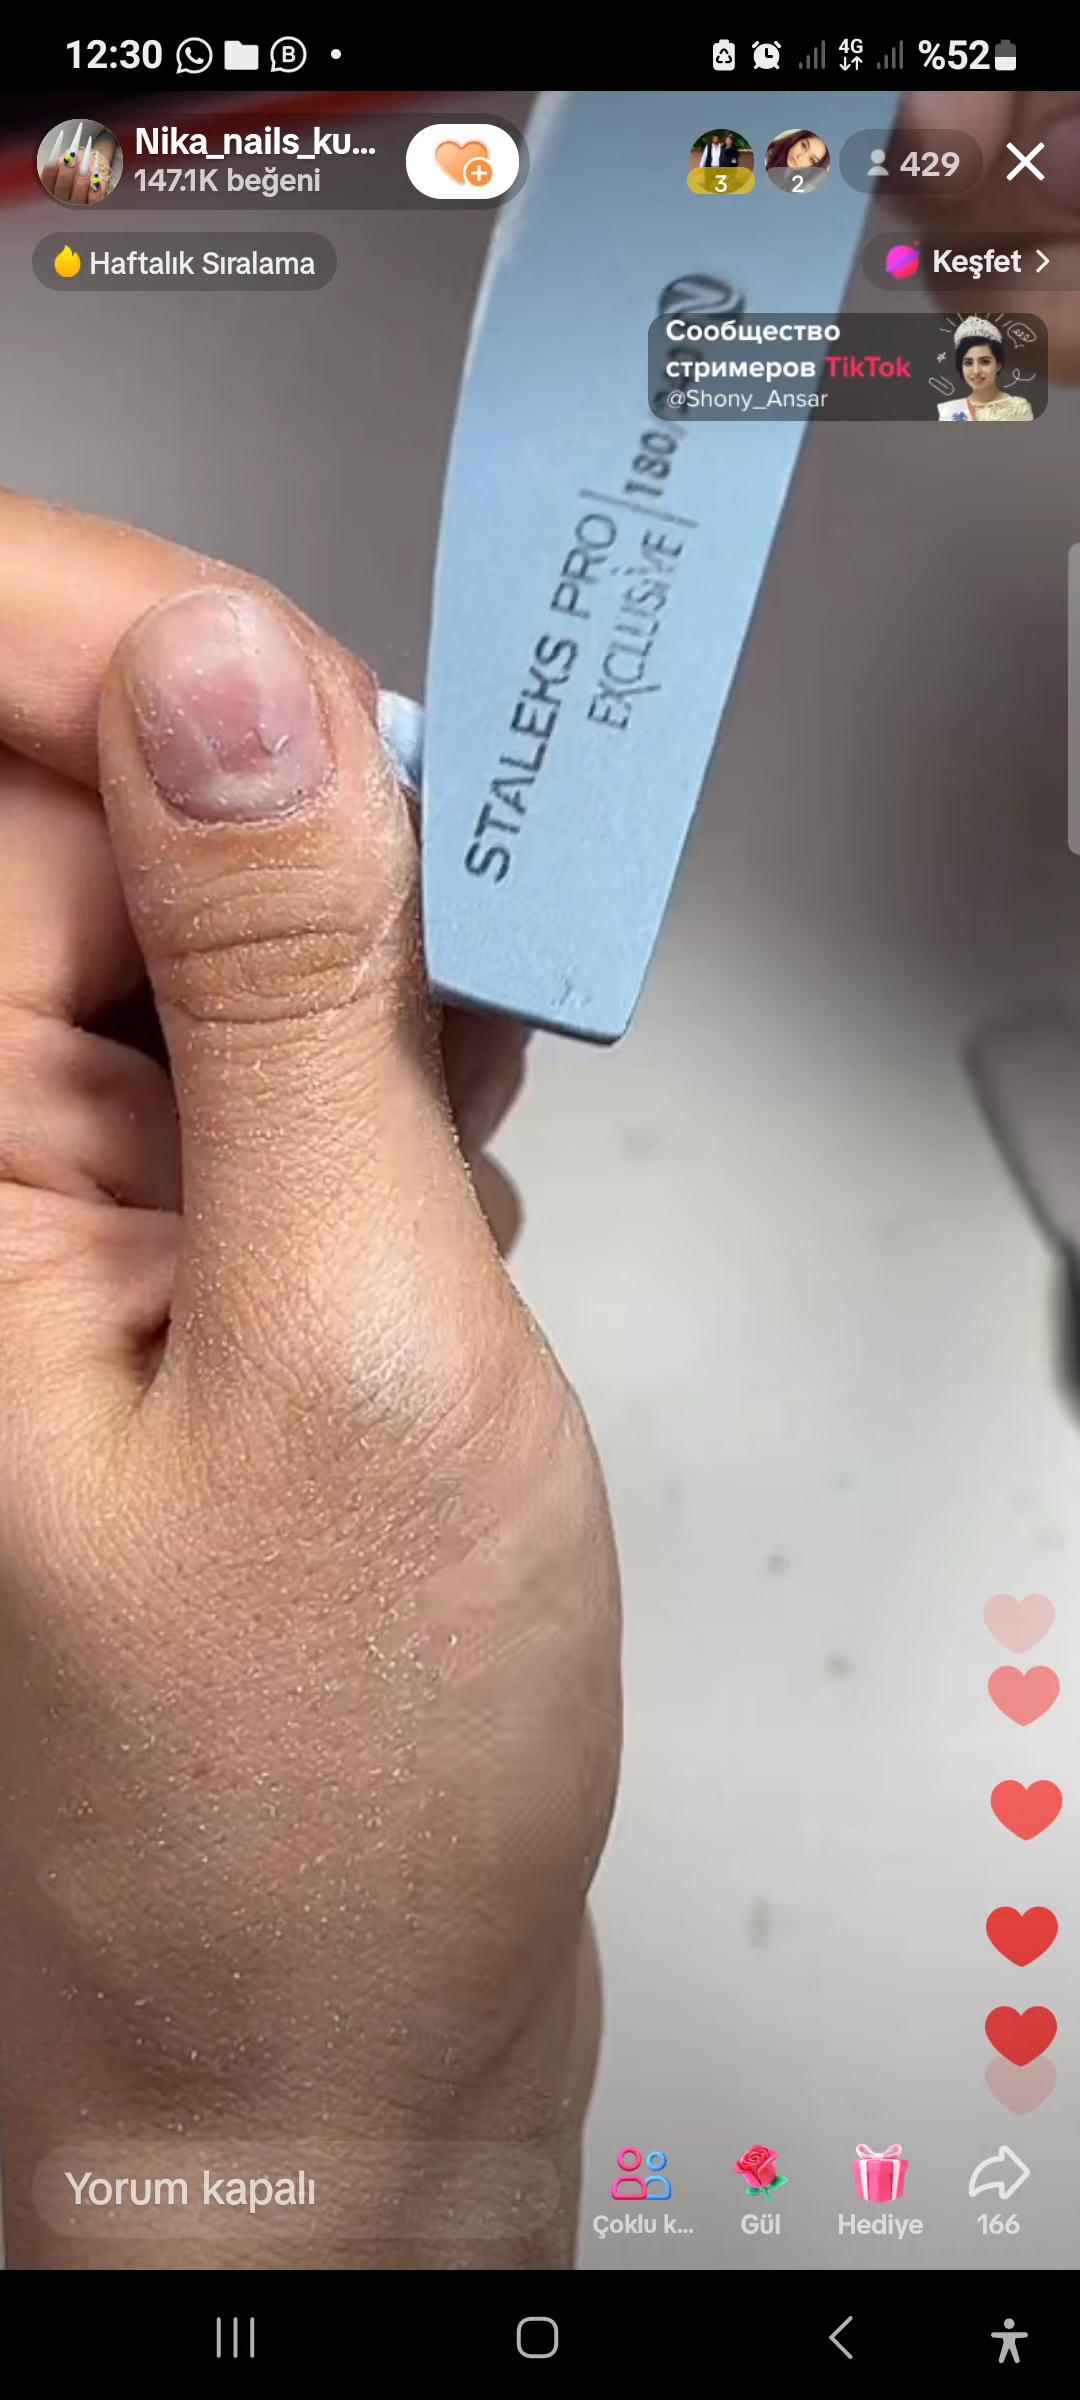 12:30
4G
%52
Nika_nails_ku...
147.1K beğeni
3
2
429
Haftalık Sıralama
Keşfet
Сообщество
стримеров TikTok
@Shony_Ansar
STALEKS PRO
EXCLUSIVE
180/
Yorum kapalı
Çoklu k...
Gül
Hediye
166